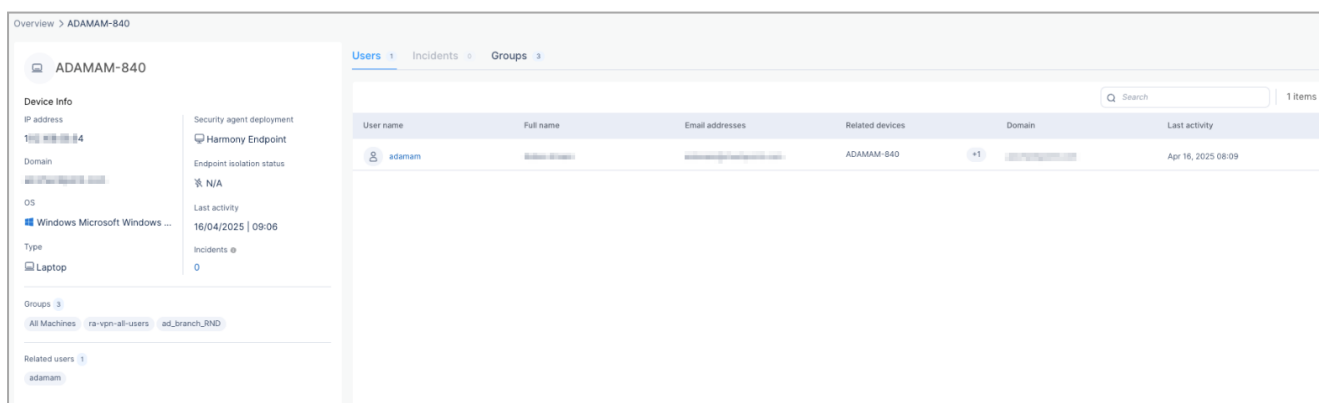 Overview > ADAMAM-840
ADAMAM-840
Device Info
IP address
Security agent deployment
Harmony Endpoint
Domain
Endpoint isolation status
N/A
OS
Windows Microsoft Windows ...
Last activity
16/04/2025 | 09:06
Type
Laptop
Incidents
0
Groups 3
All Machines ra-vpn-all-users ad_branch_RND
Related users 1
adamam
Users 1 Incidents 0 Groups 3
Search 1 items
User name Full name Email addresses Related devices Domain Last activity
adamam ADAMAM-840 +1 Apr 16, 2025 08:09